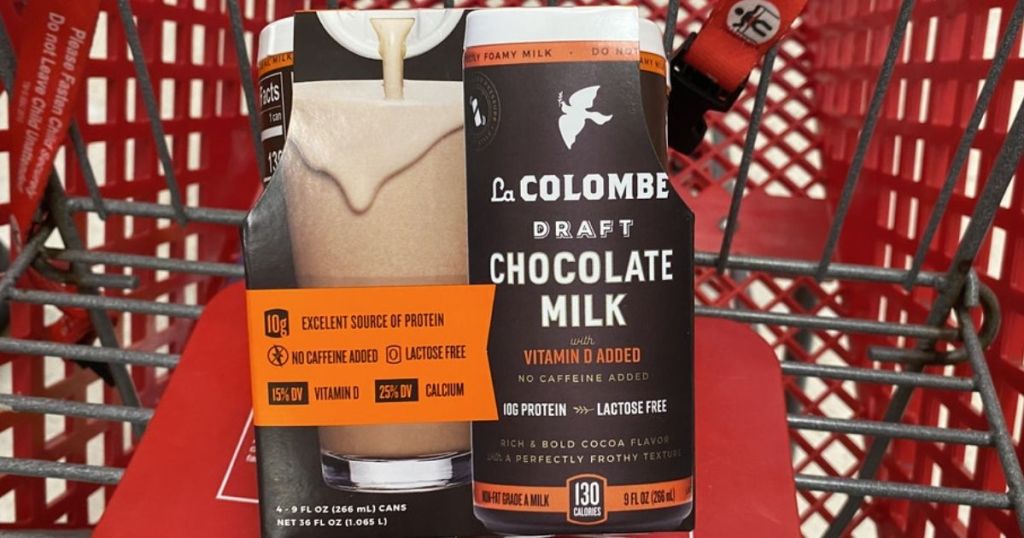 Please Fasten Child Securely
Do not Leave Child Unattended
Facts
1 can
130
10g
EXCELENT SOURCE OF PROTEIN
NO CAFFEINE ADDED
LACTOSE FREE
15% DV VITAMIN D
25% DV CALCIUM
4 - 9 FL OZ (266 mL) CANS
NET 36 FL OZ (1.065 L)
FOAMY MILK · DO NOT
La COLOMBE
DRAFT
CHOCOLATE
MILK
with
VITAMIN D ADDED
NO CAFFEINE ADDED
10G PROTEIN
LACTOSE FREE
RICH & BOLD COCOA FLAVOR
with A PERFECTLY FROTHY TEXTURE
NON-FAT GRADE A MILK
130
CALORIES
9 FL OZ (266 mL)